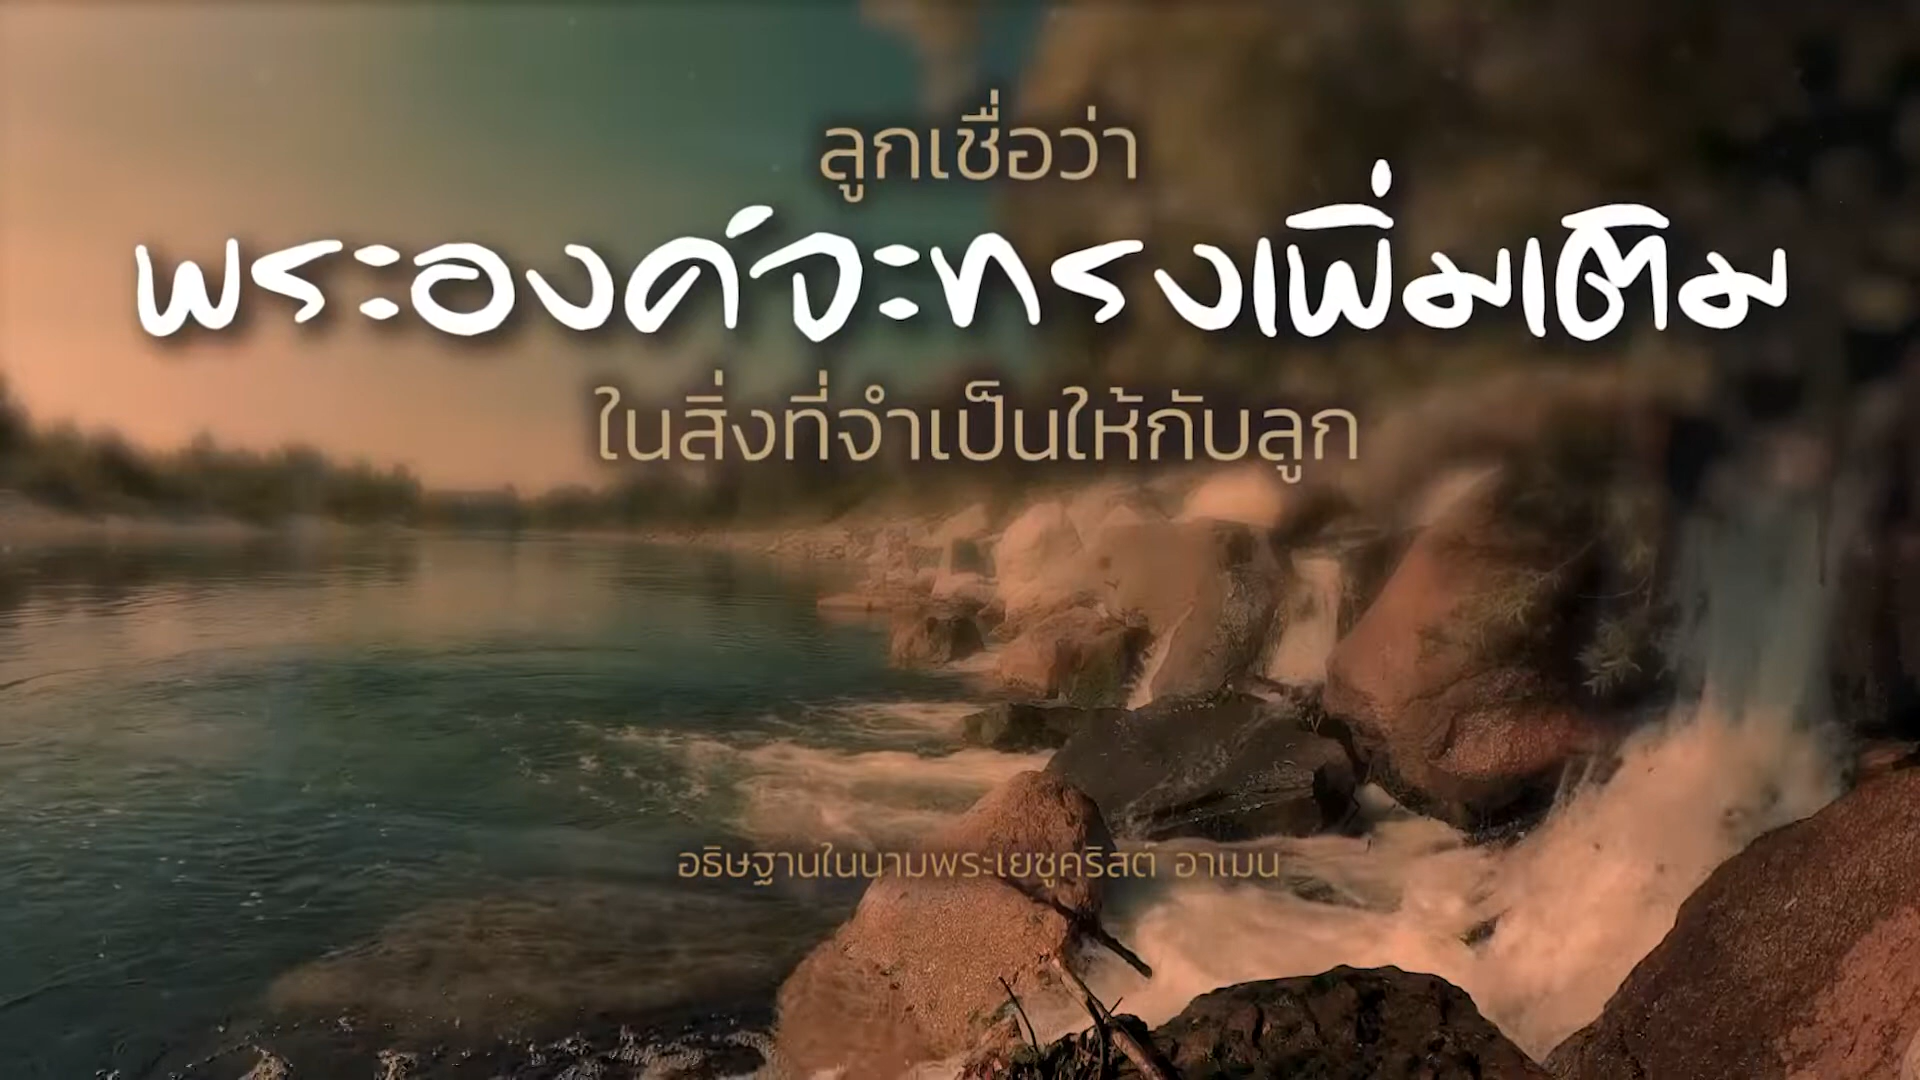 ลูกเชื่อว่า
พระองค์จะทรงเพิ่มเติม
ในสิ่งที่จำเป็นให้กับลูก
อธิษฐานในนามพระเยซูคริสต์ อาเมน